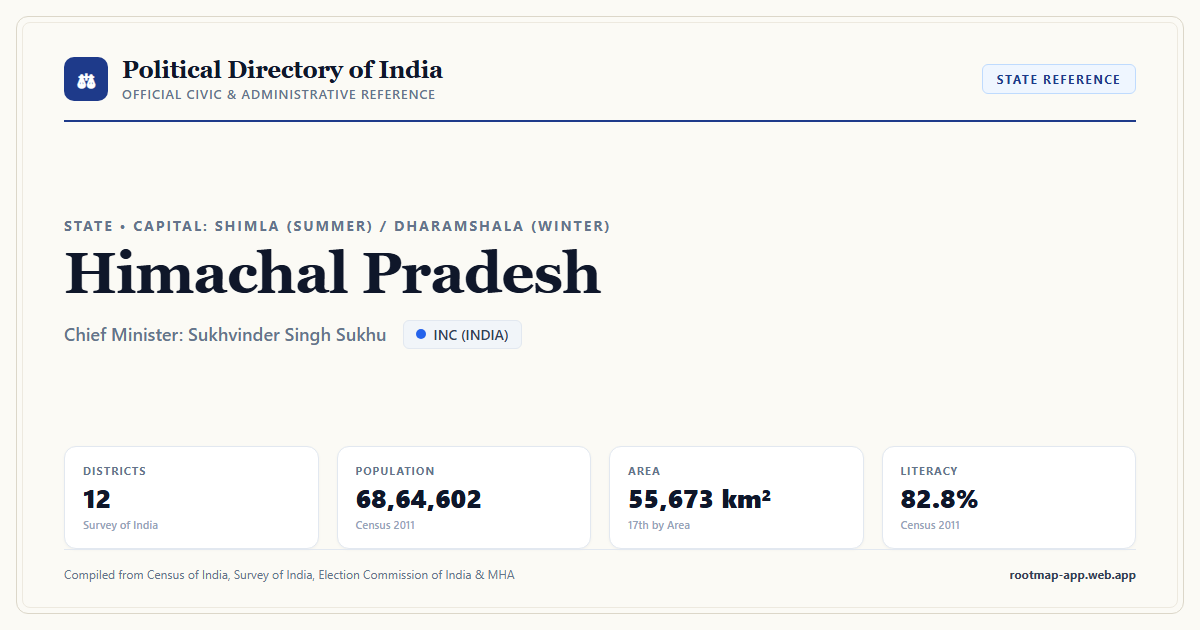 Political Directory of India
OFFICIAL CIVIC & ADMINISTRATIVE REFERENCE
STATE REFERENCE
STATE • CAPITAL: SHIMLA (SUMMER) / DHARAMSHALA (WINTER)
Himachal Pradesh
Chief Minister: Sukhvinder Singh Sukhu
INC (INDIA)
DISTRICTS
12
Survey of India
POPULATION
68,64,602
Census 2011
AREA
55,673 km²
17th by Area
LITERACY
82.8%
Census 2011
Compiled from Census of India, Survey of India, Election Commission of India & MHA
rootmap-app.web.app